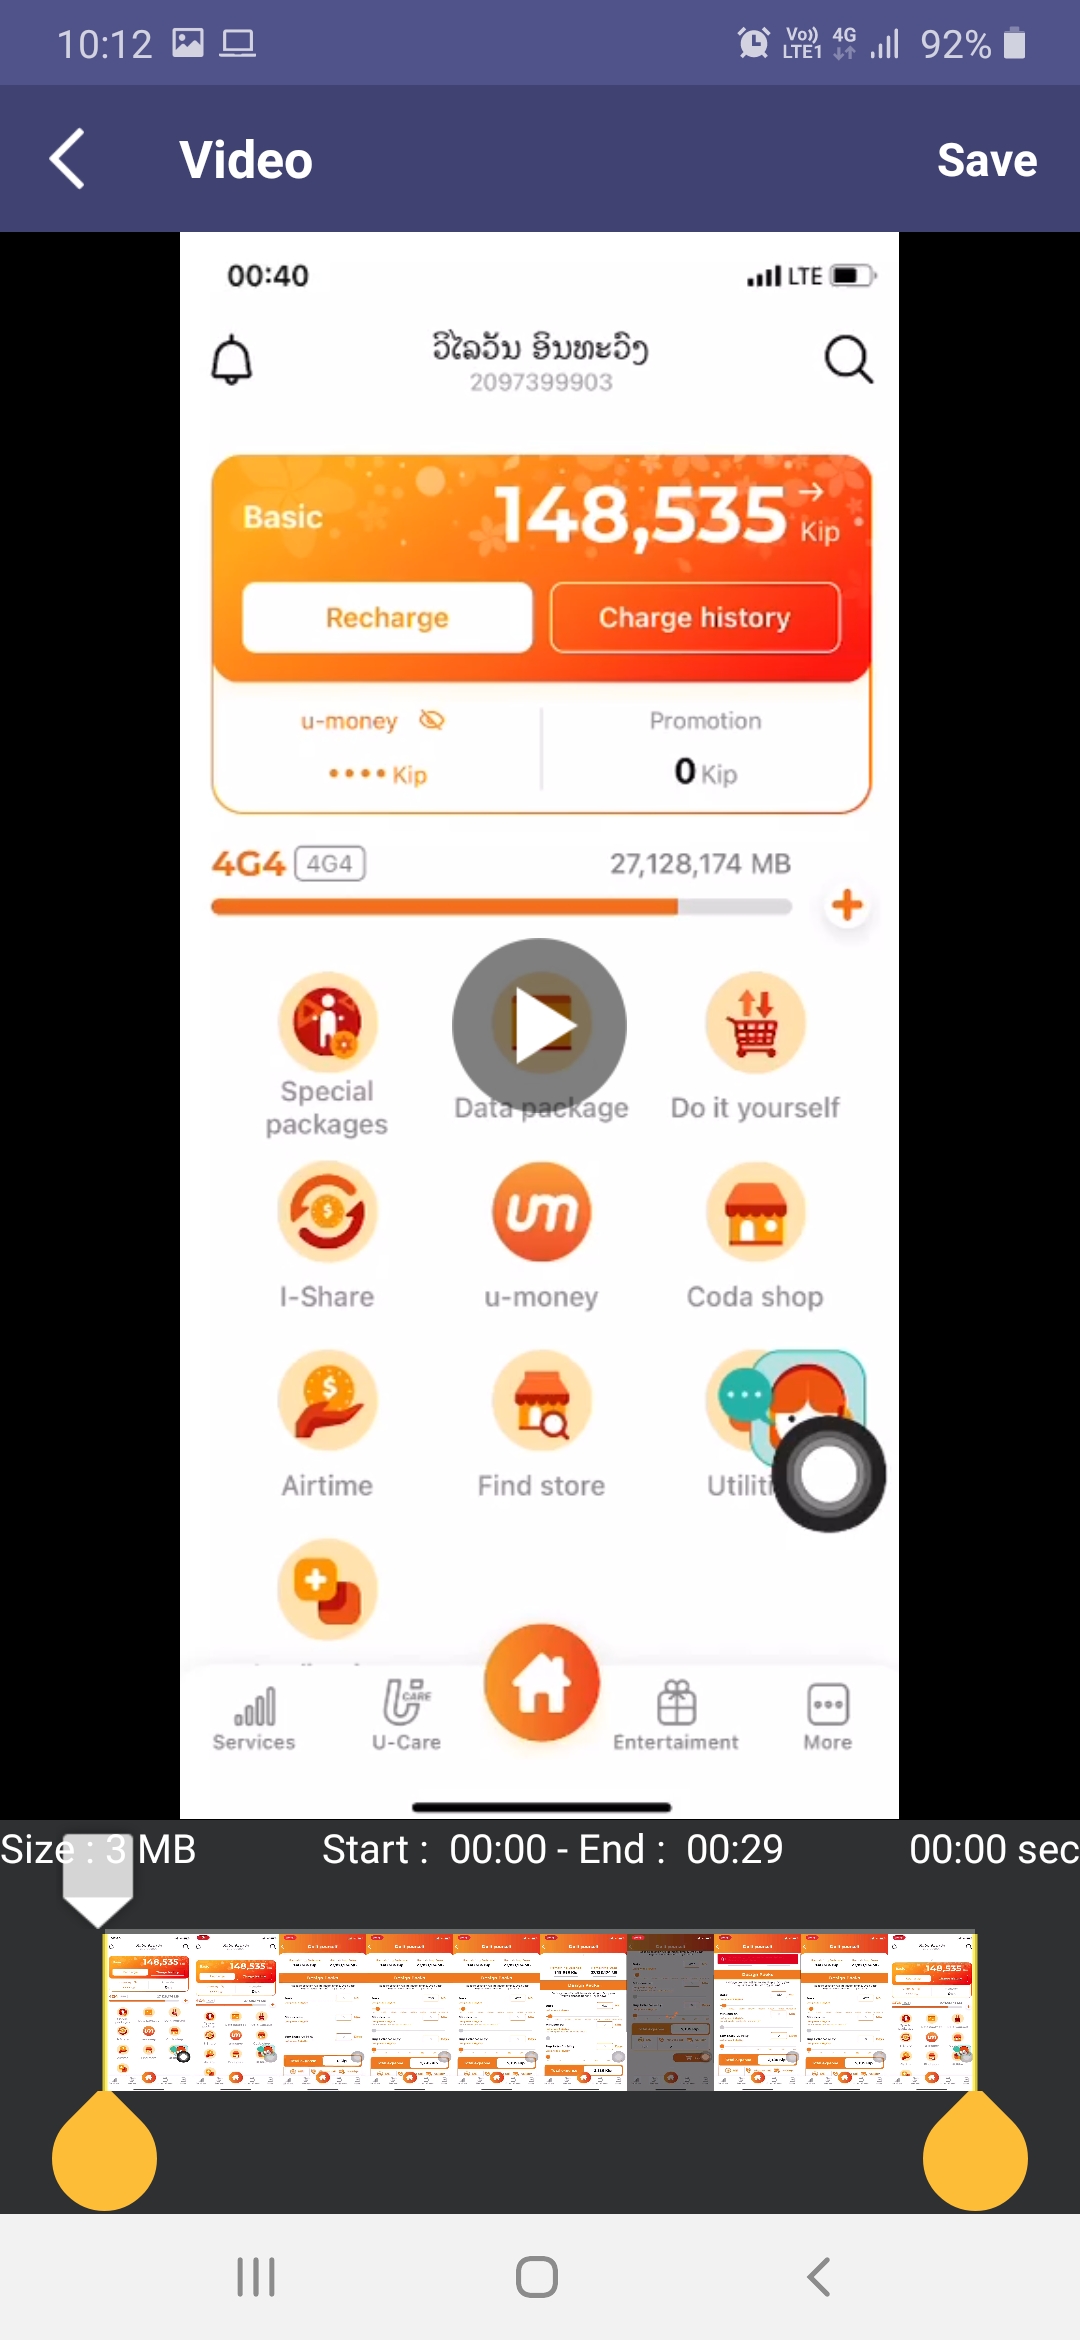 10:12 Vo)) LTE1 4G 92%
Video Save
00:40 LTE
ວິໄລວັນ ອິນທະວົງ
2097399903
Basic 148,535 Kip
Recharge Charge history
u-money Promotion
•••• Kip 0 Kip
4G4 4G4 27,128,174 MB
Special packages Data package Do it yourself
I-Share u-money Coda shop
Airtime Find store Utiliti
Services U-Care Entertaiment More
Size : 3 MB Start : 00:00 - End : 00:29 00:00 sec